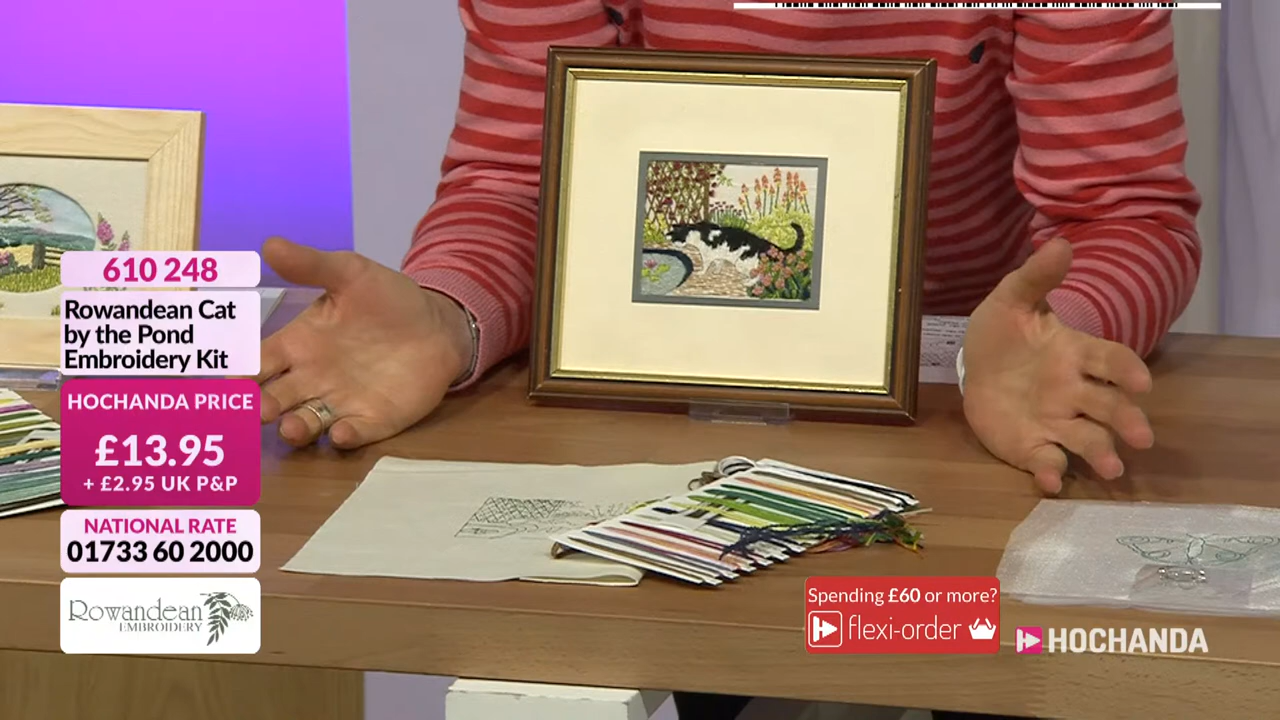 610 248
Rowandean Cat
by the Pond
Embroidery Kit
HOCHANDA PRICE
£13.95
+ £2.95 UK P&P
NATIONAL RATE
01733 60 2000
Rowandean
EMBROIDERY
Spending £60 or more?
flexi-order
HOCHANDA